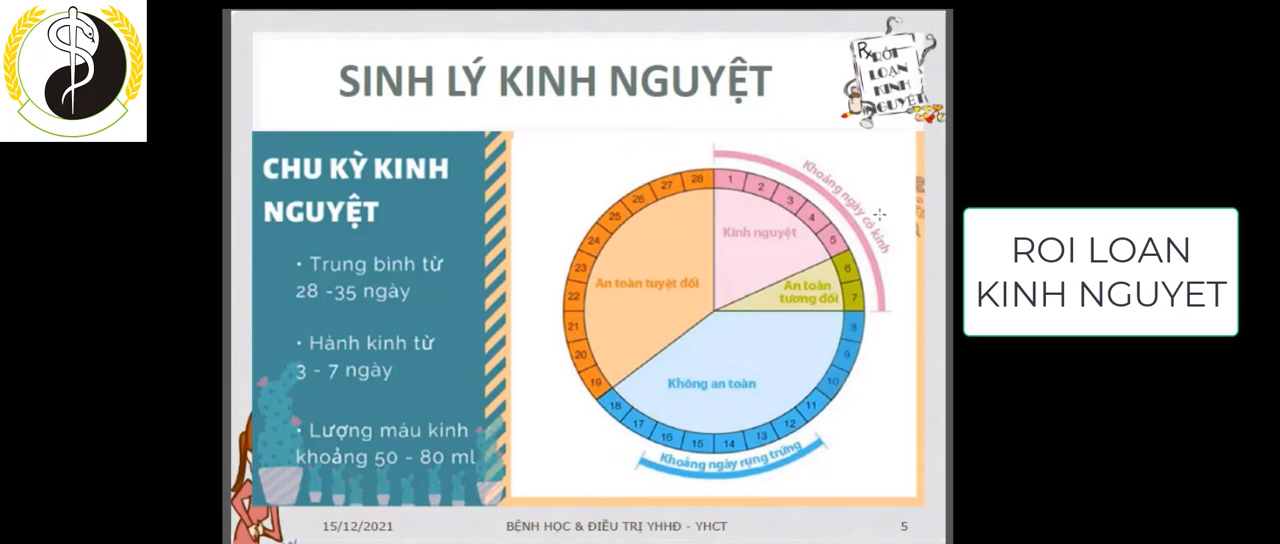 SINH LÝ KINH NGUYỆT
Rx RỐI
LOẠN
KINH
NGUYỆT
CHU KỲ KINH
NGUYỆT
• Trung bình từ
28 -35 ngày
• Hành kinh từ
3 - 7 ngày
• Lượng máu kinh
khoảng 50 - 80 ml
Khoảng ngày có kinh
1
2
3
4
5
6
7
8
9
10
11
12
13
14
15
16
17
18
19
20
21
22
23
24
25
26
27
28
Kinh nguyệt
An toàn
tương đối
An toàn tuyệt đối
Không an toàn
Khoảng ngày rụng trứng
15/12/2021
BỆNH HỌC & ĐIỀU TRỊ YHHĐ - YHCT
5
ROI LOAN
KINH NGUYET